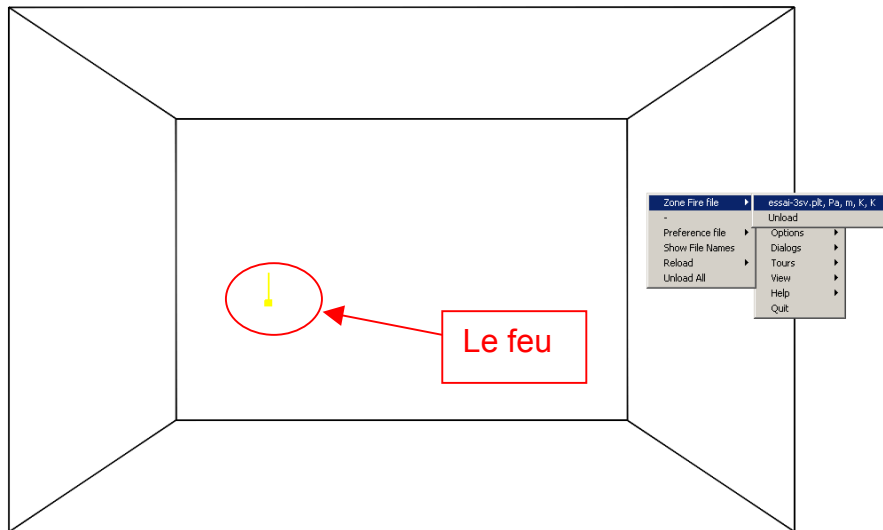 Le feu
Zone Fire file
-
Preference file
Show File Names
Reload
Unload All
essai-3sv.plt, Pa, m, K, K
Unload
Options
Dialogs
Tours
View
Help
Quit